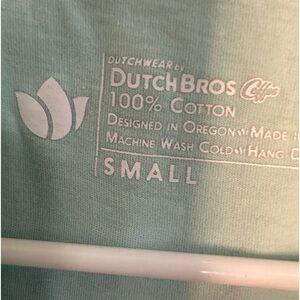 DUTCHWEAR by
DUTCH BROS Coffee
100% COTTON
DESIGNED IN OREGON MADE
MACHINE WASH COLD HANG
SMALL